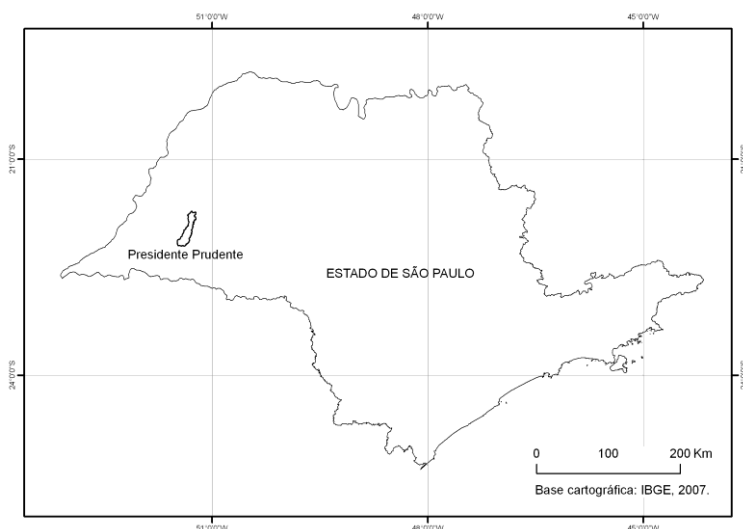 51°0'0"W 48°0'0"W 45°0'0"W
21°0'0"S
Presidente Prudente
ESTADO DE SÃO PAULO
24°0'0"S
0 100 200 Km
Base cartográfica: IBGE, 2007.
51°0'0"W 48°0'0"W 45°0'0"W